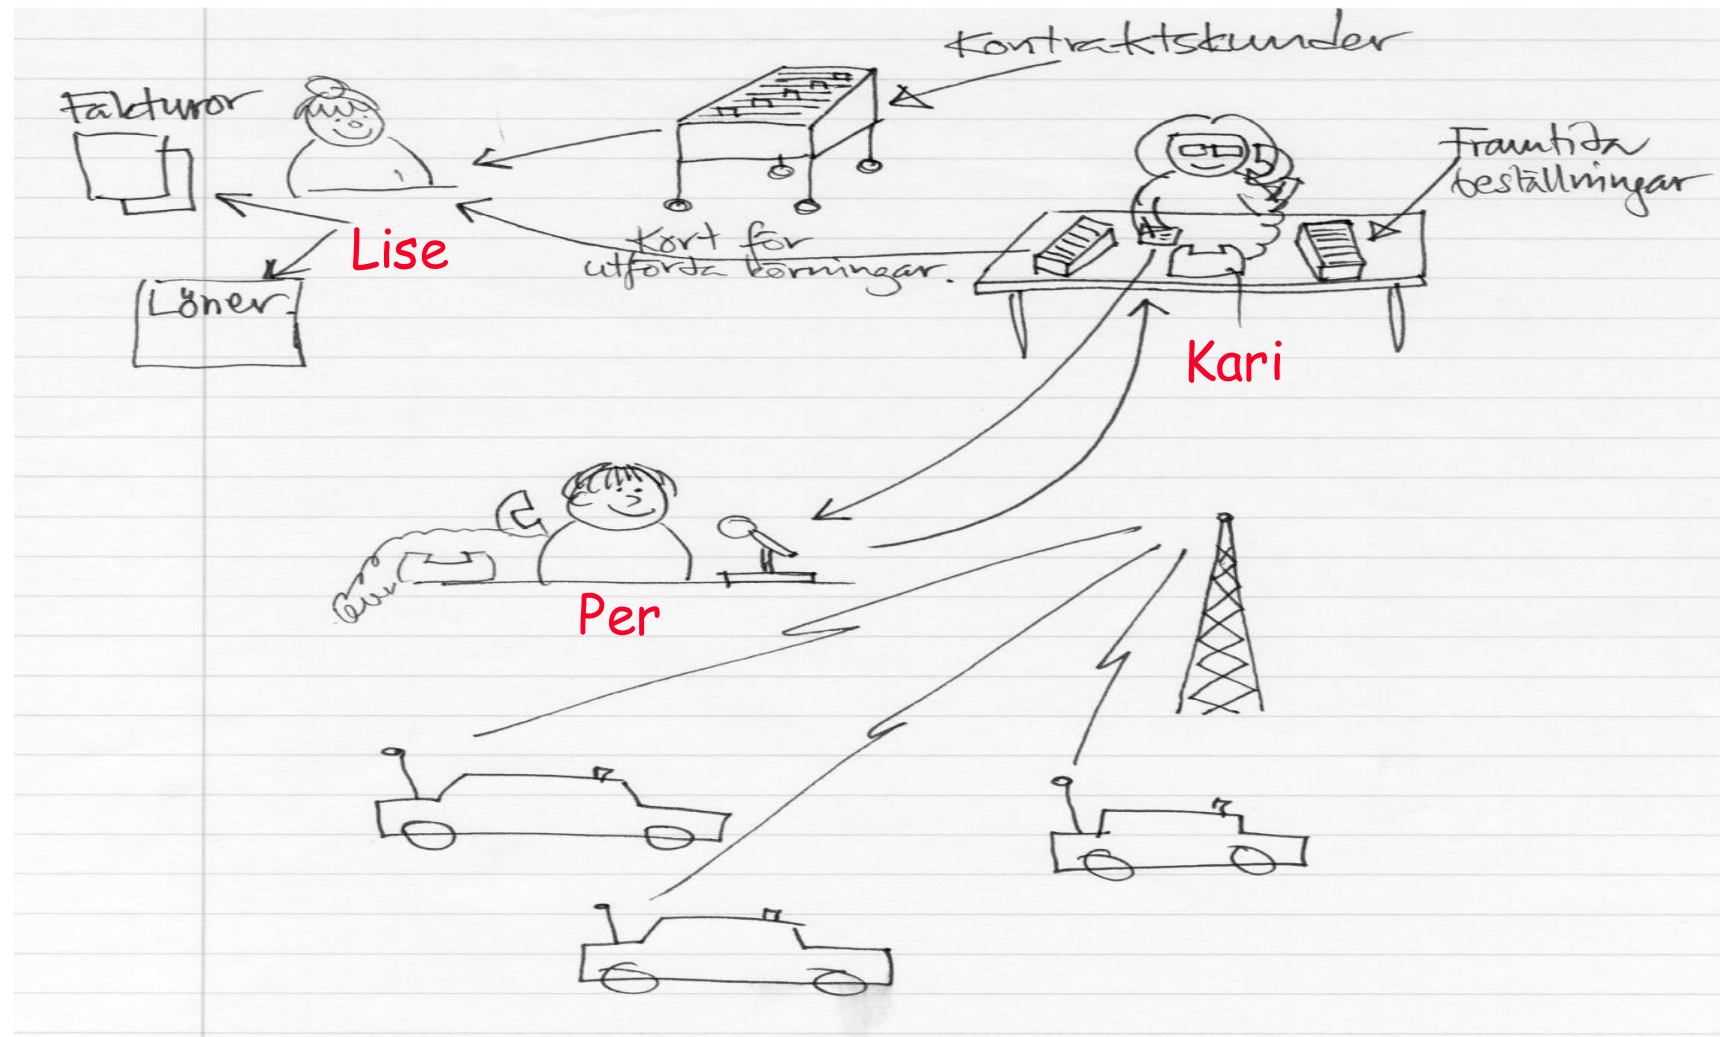 Kontraktskunder
Fakturor
Framtida
beställningar
Lise
Kort för
utförda körningar.
Löner.
Kari
Per